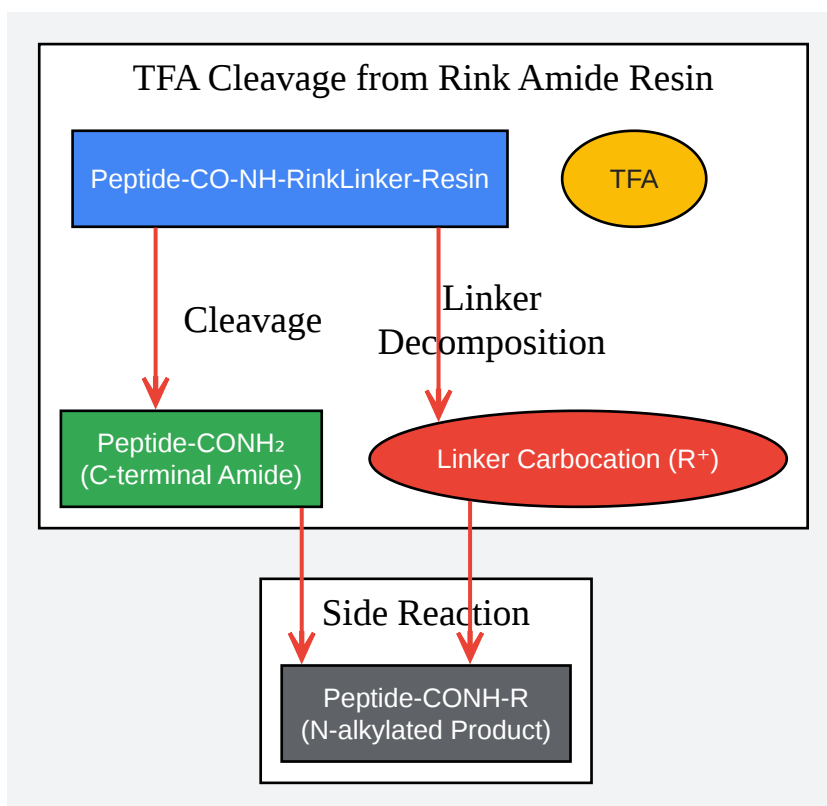 TFA Cleavage from Rink Amide Resin
Peptide-CO-NH-RinkLinker-Resin
TFA
Cleavage
Linker
Decomposition
Peptide-CONH₂
(C-terminal Amide)
Linker Carbocation (R⁺)
Side Reaction
Peptide-CONH-R
(N-alkylated Product)